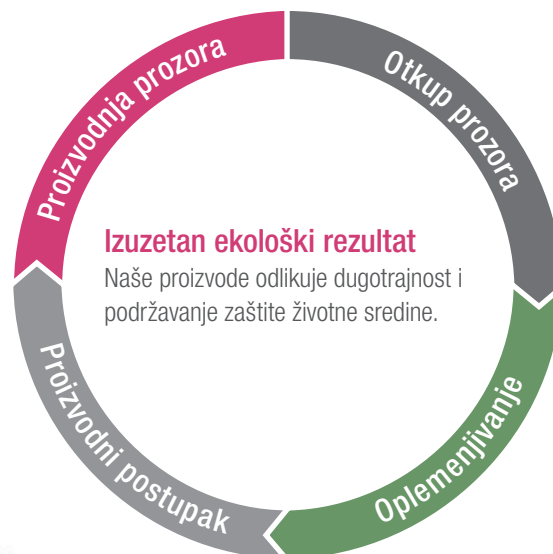 Proizvodnja prozora
Otkup prozora
Izuzetan ekološki rezultat
Naše proizvode odlikuje dugotrajnost i
podržavanje zaštite životne sredine.
Proizvodni postupak
Oplemenjivanje